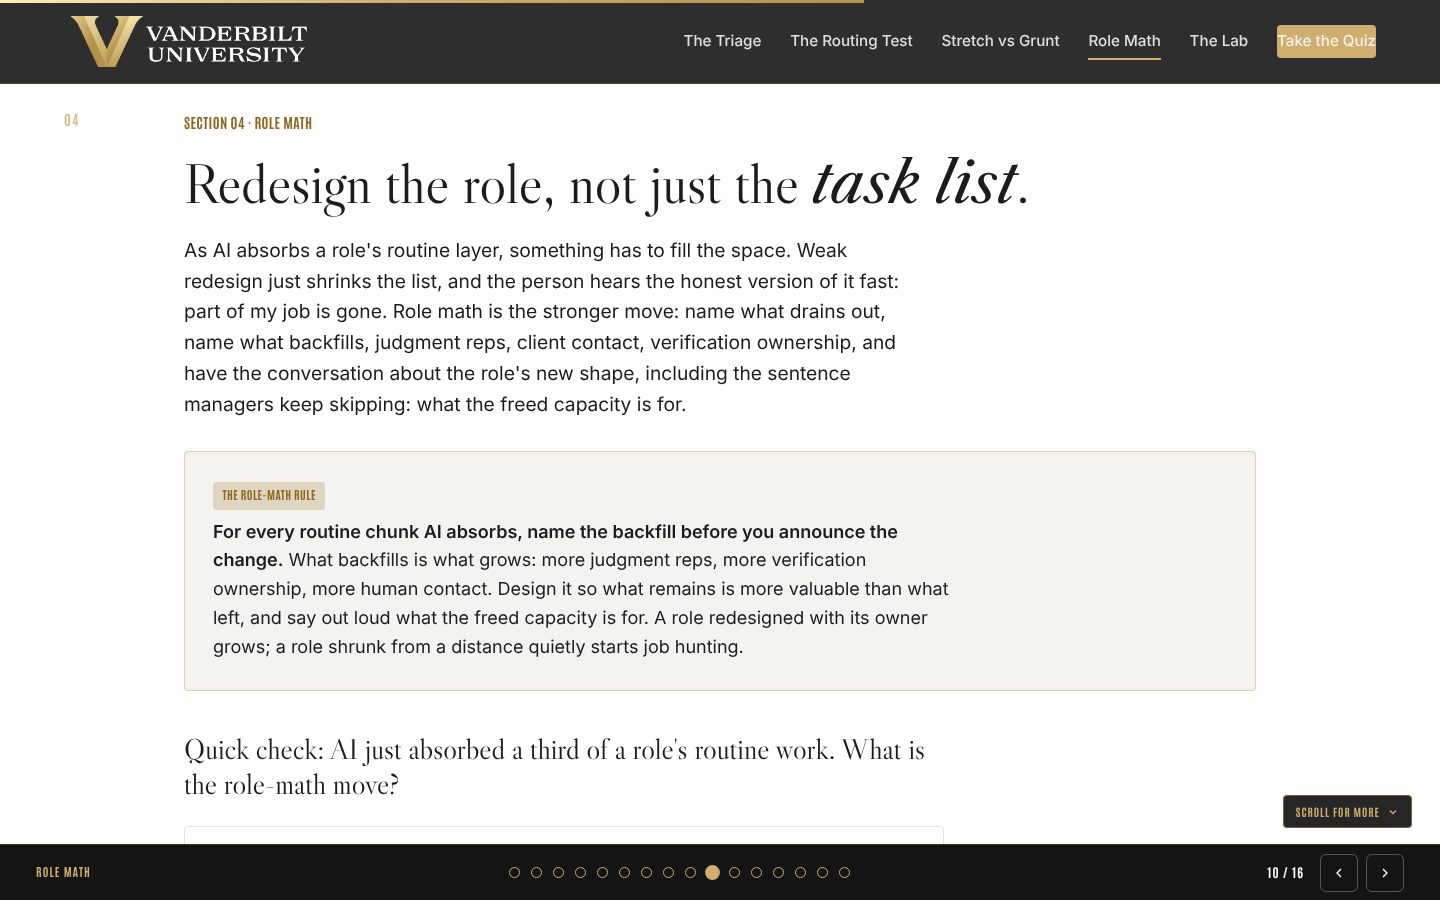 VANDERBILT
UNIVERSITY
The Triage
The Routing Test
Stretch vs Grunt
Role Math
The Lab
Take the Quiz
04
SECTION 04 · ROLE MATH
Redesign the role, not just the task list.
As AI absorbs a role's routine layer, something has to fill the space. Weak
redesign just shrinks the list, and the person hears the honest version of it fast:
part of my job is gone. Role math is the stronger move: name what drains out,
name what backfills, judgment reps, client contact, verification ownership, and
have the conversation about the role's new shape, including the sentence
managers keep skipping: what the freed capacity is for.
THE ROLE-MATH RULE
For every routine chunk AI absorbs, name the backfill before you announce the
change. What backfills is what grows: more judgment reps, more verification
ownership, more human contact. Design it so what remains is more valuable than what
left, and say out loud what the freed capacity is for. A role redesigned with its owner
grows; a role shrunk from a distance quietly starts job hunting.
Quick check: AI just absorbed a third of a role's routine work. What is
the role-math move?
SCROLL FOR MORE
ROLE MATH
10 / 16